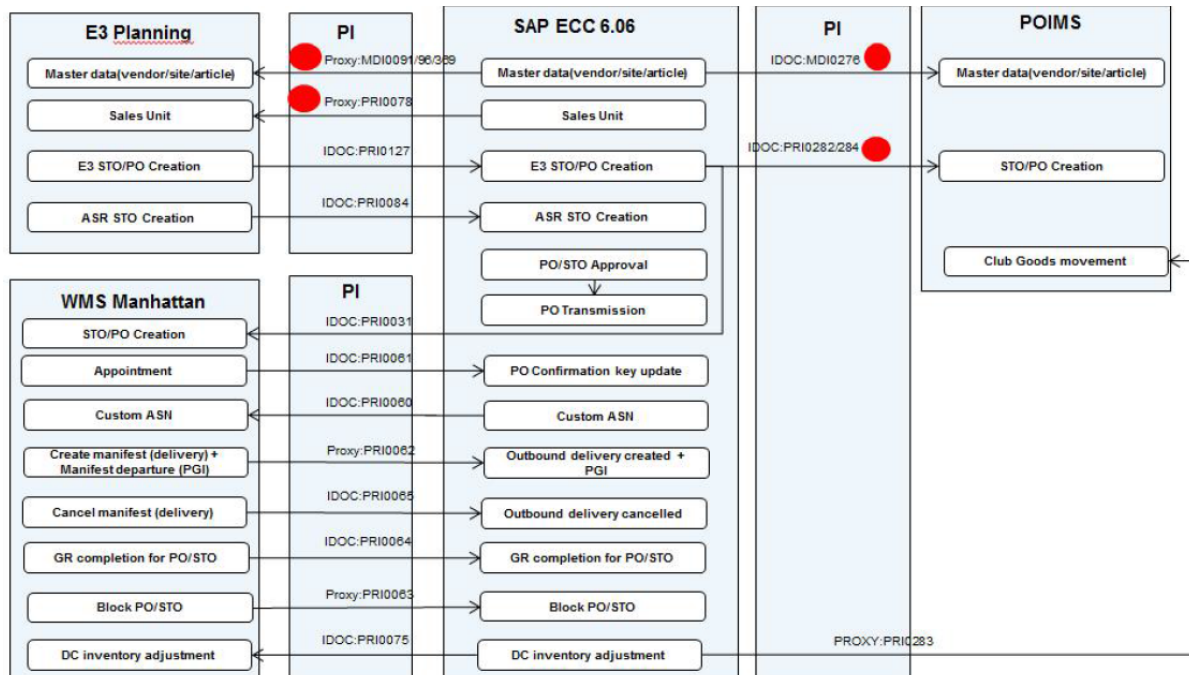 E3 Planning
PI
SAP ECC 6.06
PI
POIMS
Master data(vendor/site/article)
Proxy:MDI0091/96/369
Master data(vendor/site/article)
IDOC:MDI0276
Master data(vendor/site/article)
Sales Unit
Proxy:PRI0078
Sales Unit
E3 STO/PO Creation
IDOC:PRI0127
E3 STO/PO Creation
IDOC:PRI0282/284
STO/PO Creation
ASR STO Creation
IDOC:PRI0084
ASR STO Creation
PO/STO Approval
Club Goods movement
PO Transmission
WMS Manhattan
PI
STO/PO Creation
IDOC:PRI0031
Appointment
IDOC:PRI0061
PO Confirmation key update
Custom ASN
IDOC:PRI0060
Custom ASN
Create manifest (delivery) +
Manifest departure (PGI)
Proxy:PRI0062
Outbound delivery created +
PGI
Cancel manifest (delivery)
IDOC:PRI0065
Outbound delivery cancelled
GR completion for PO/STO
IDOC:PRI0064
GR completion for PO/STO
Block PO/STO
Proxy:PRI0063
Block PO/STO
DC inventory adjustment
IDOC:PRI0075
DC inventory adjustment
PROXY:PRI0283